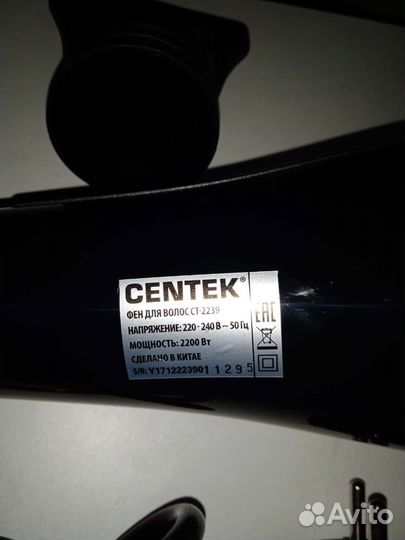 CENTEK®
ФЕН ДЛЯ ВОЛОС CT-2239
НАПРЯЖЕНИЕ: 220-240 В ~ 50 Гц
МОЩНОСТЬ: 2200 Вт
СДЕЛАНО В КИТАЕ
S/N: Y1712223901 1 2 9 5
EAC
Avito